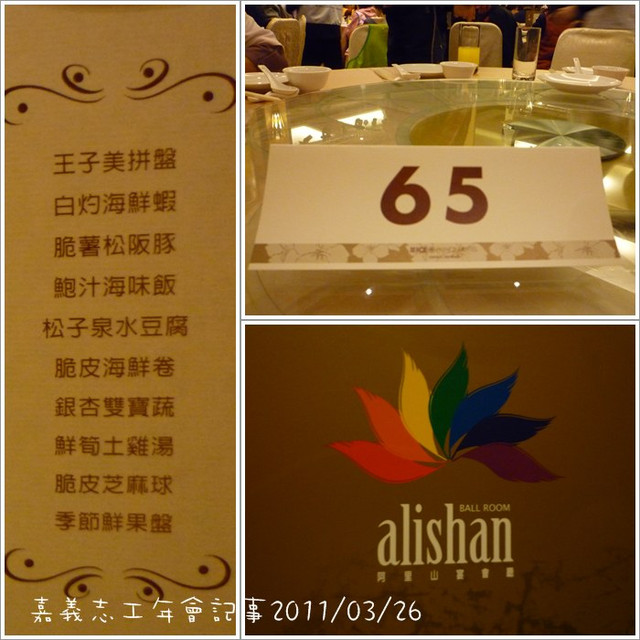 王子美拼盤
白灼海鮮蝦
脆薯松阪豚
鮑汁海味飯
松子泉水豆腐
脆皮海鮮卷
銀杏雙寶蔬
鮮筍土雞湯
脆皮芝麻球
季節鮮果盤
65
BALL ROOM
alishan
阿里山宴會廳
嘉義志工年會記事2011/03/26